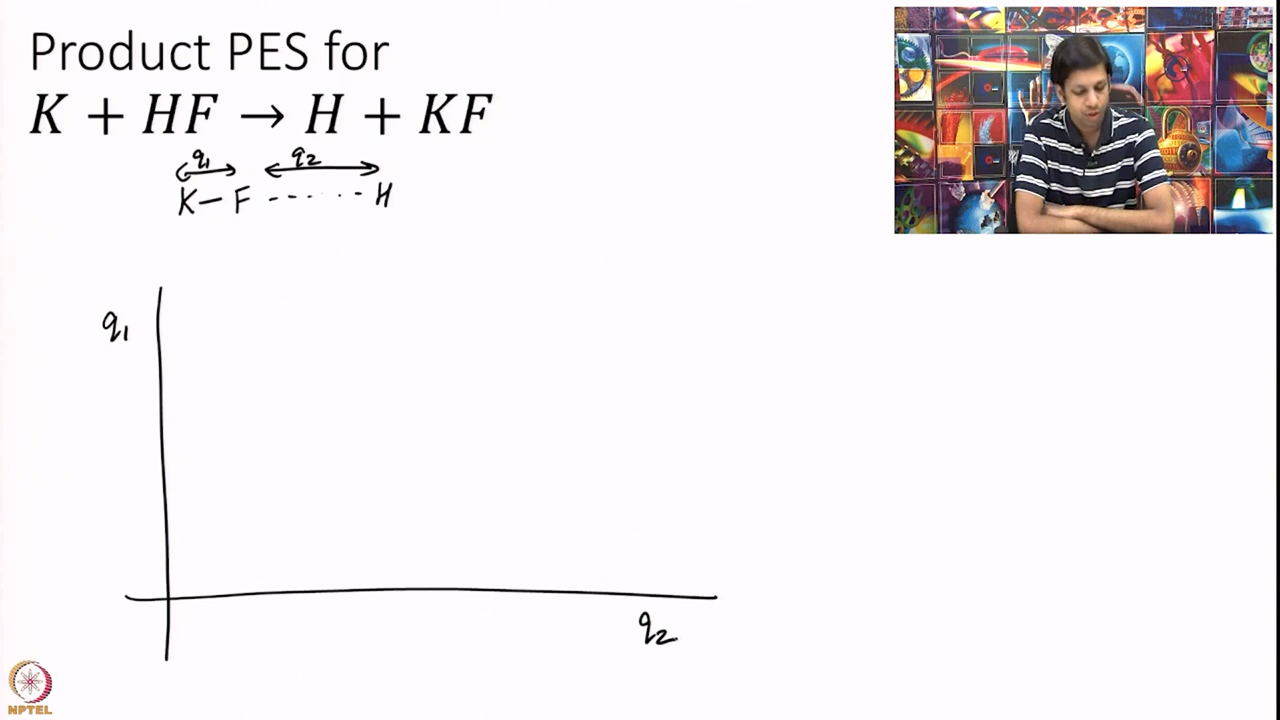 Product PES for
K + HF → H + KF
q₁ q₂
K — F ...... H
q₁
q₂
NPTEL